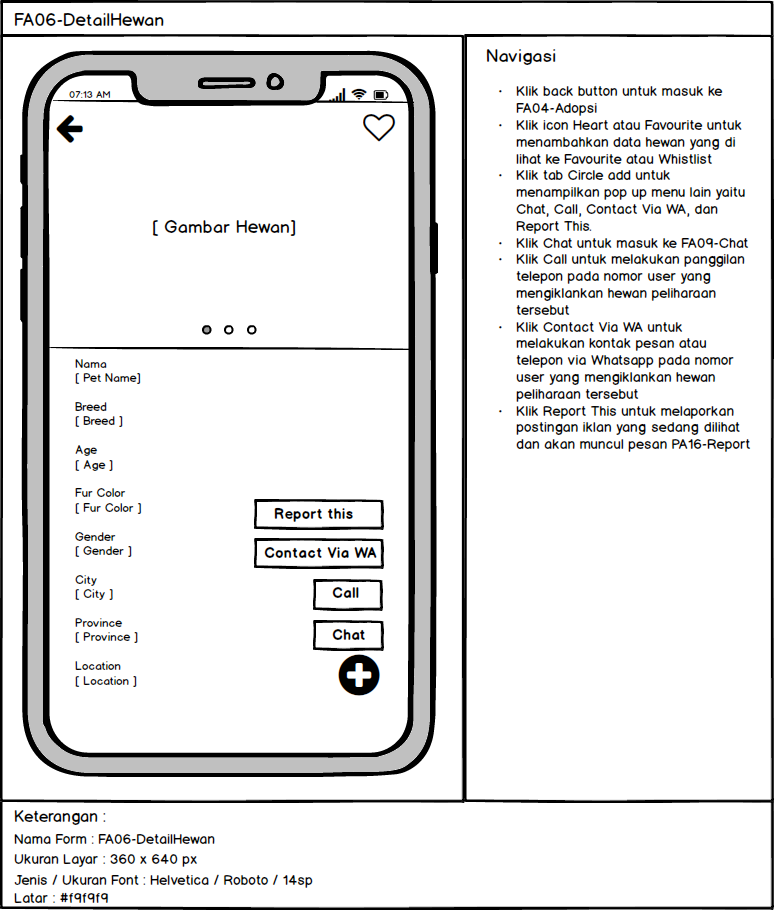 FA06-DetailHewan
07:13 AM
[ Gambar Hewan]
Nama
[ Pet Name]
Breed
[ Breed ]
Age
[ Age ]
Fur Color
[ Fur Color ]
Gender
[ Gender ]
City
[ City ]
Province
[ Province ]
Location
[ Location ]
Report this
Contact Via WA
Call
Chat
Navigasi
· Klik back button untuk masuk ke
FA04-Adopsi
· Klik icon Heart atau Favourite untuk
menambahkan data hewan yang di
lihat ke Favourite atau Whistlist
· Klik tab Circle add untuk
menampilkan pop up menu lain yaitu
Chat, Call, Contact Via WA, dan
Report This.
· Klik Chat untuk masuk ke FA09-Chat
· Klik Call untuk melakukan panggilan
telepon pada nomor user yang
mengiklankan hewan peliharaan
tersebut
· Klik Contact Via WA untuk
melakukan kontak pesan atau
telepon via Whatsapp pada nomor
user yang mengiklankan hewan
peliharaan tersebut
· Klik Report This untuk melaporkan
postingan iklan yang sedang dilihat
dan akan muncul pesan PA16-Report
Keterangan :
Nama Form : FA06-DetailHewan
Ukuran Layar : 360 x 640 px
Jenis / Ukuran Font : Helvetica / Roboto / 14sp
Latar : #f9f9f9